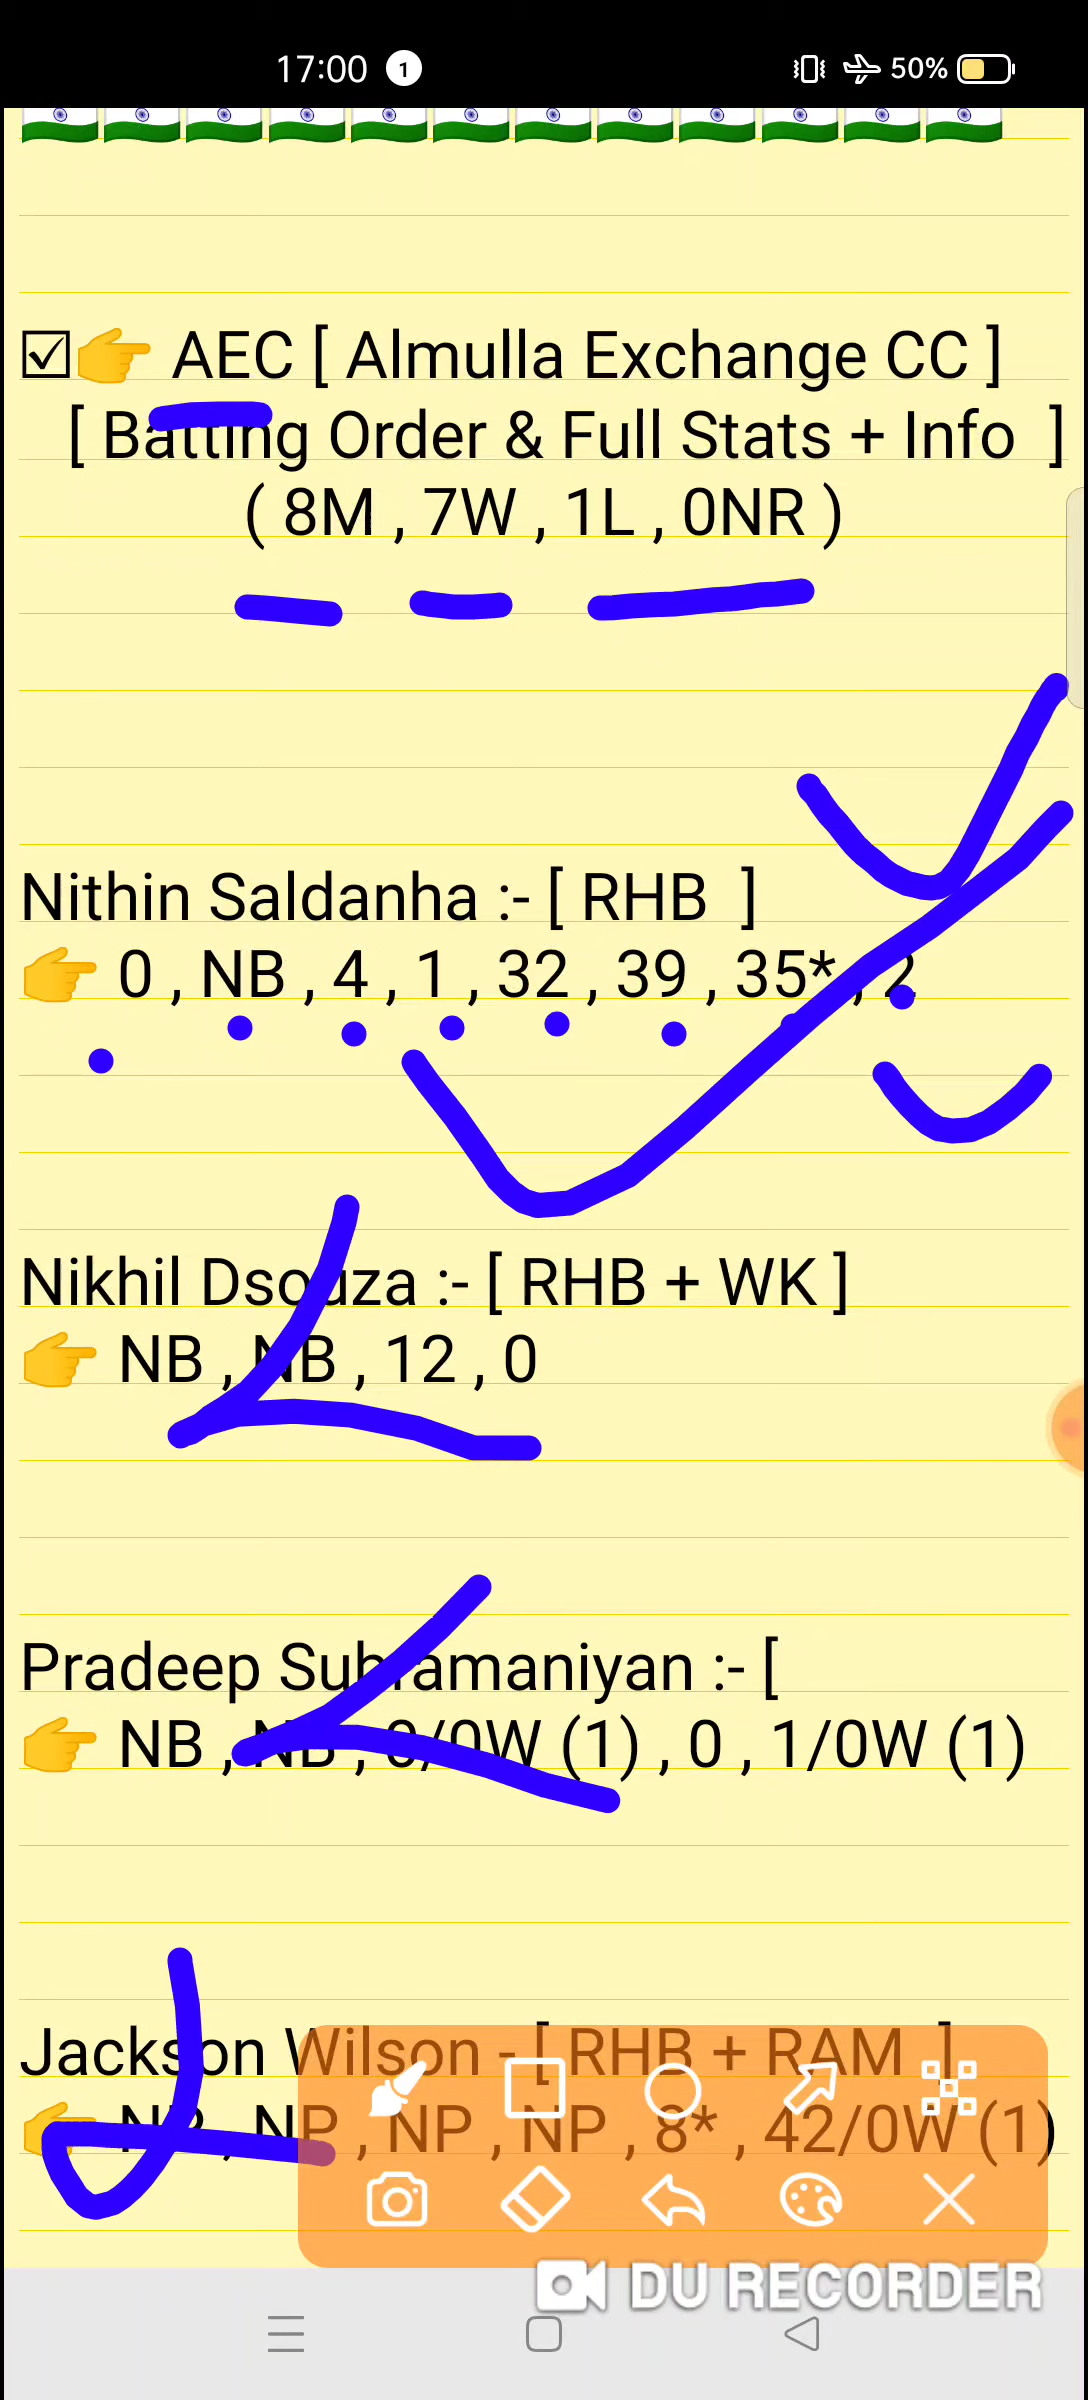 17:00 1 50%
☑👉 AEC [ Almulla Exchange CC ]
[ Batting Order & Full Stats + Info ]
( 8M , 7W , 1L , 0NR )
Nithin Saldanha :- [ RHB ]
👉 0 , NB , 4 , 1 , 32 , 39 , 35* , 2
Nikhil Dsouza :- [ RHB + WK ]
👉 NB , NB , 12 , 0
Pradeep Subramaniyan :- [
👉 NB , NB , 0/0W (1) , 0 , 1/0W (1)
Jackson Wilson - [ RHB + RAM ]
👉 NP , NP , NP , NP , 8* , 42/0W (1)
DU RECORDER